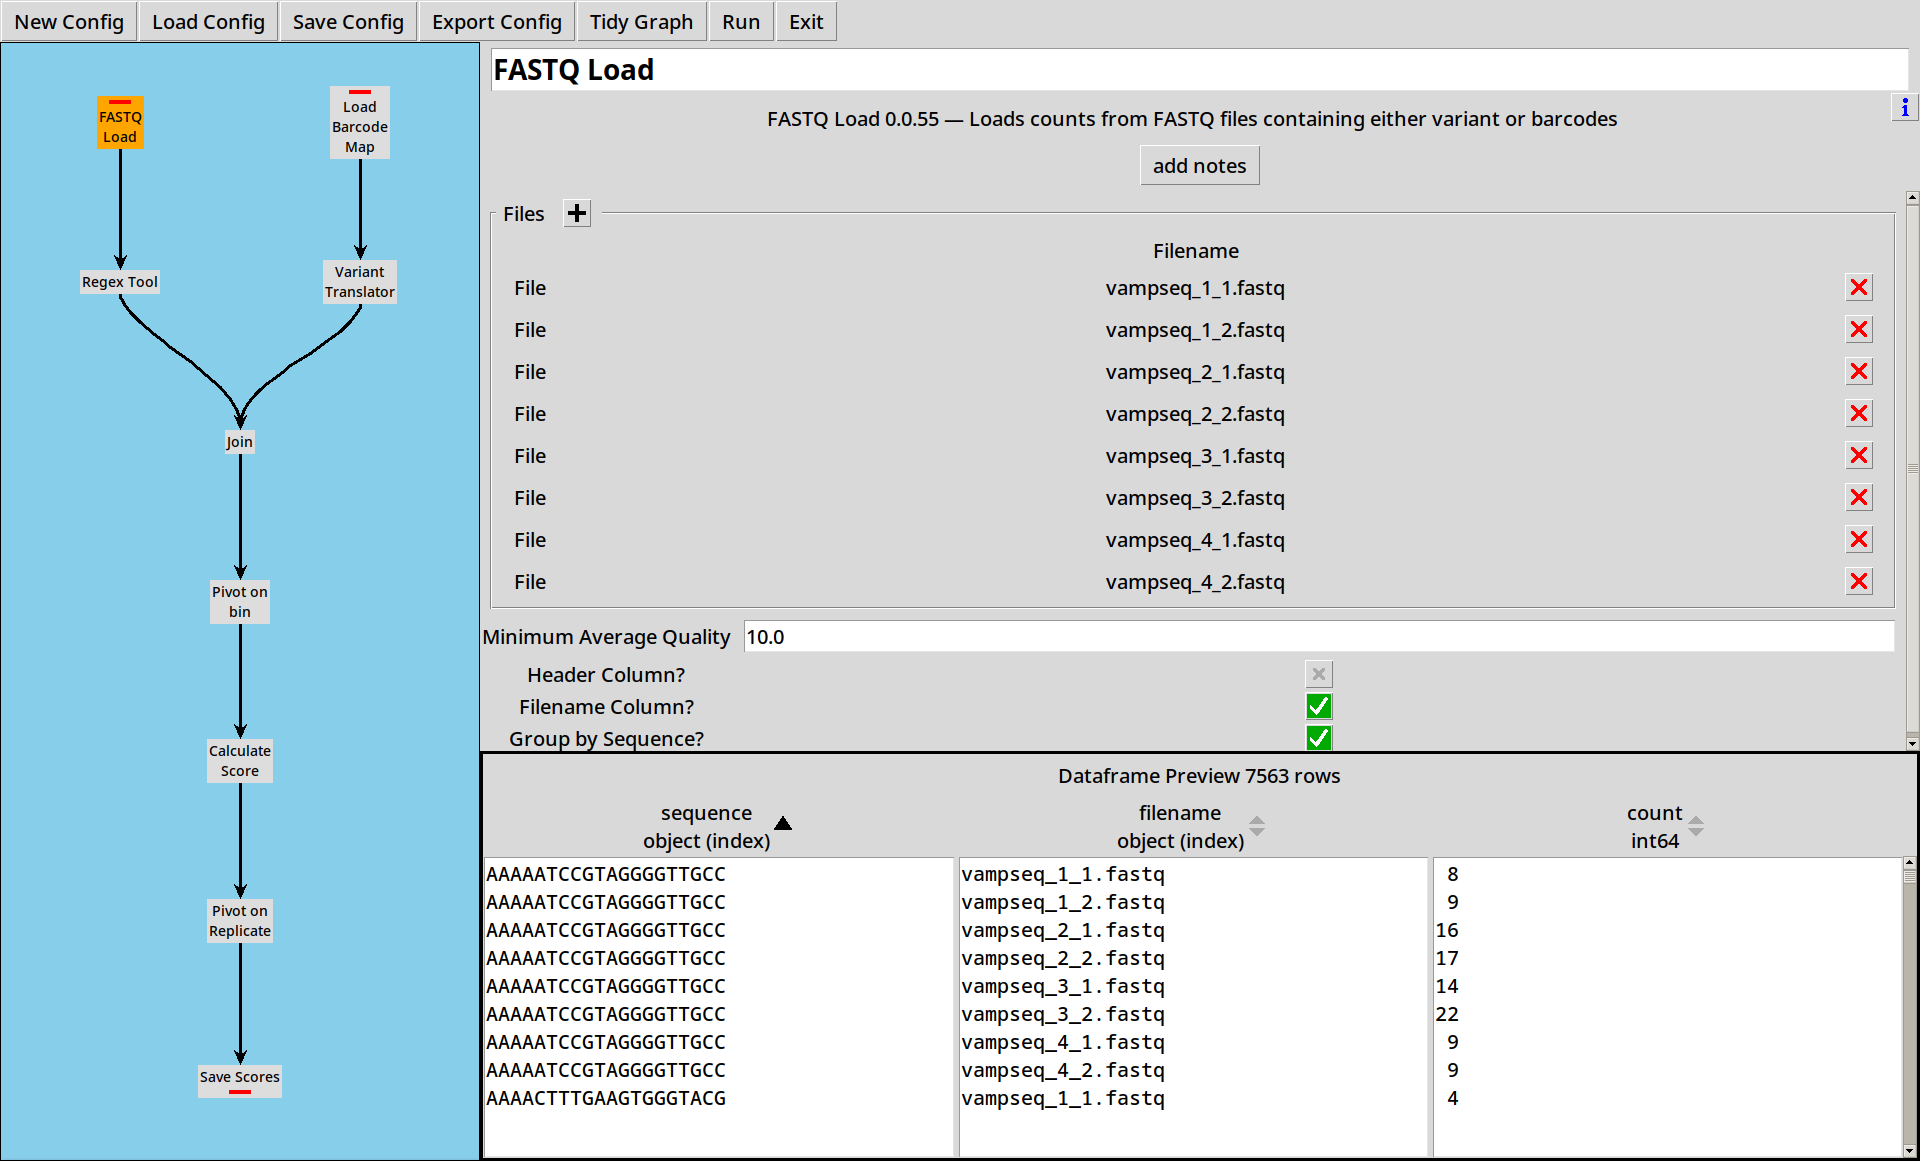 New Config Load Config Save Config Export Config Tidy Graph Run Exit
FASTQ
Load
Load
Barcode
Map
Regex Tool
Variant
Translator
Join
Pivot on
bin
Calculate
Score
Pivot on
Replicate
Save Scores
FASTQ Load
FASTQ Load 0.0.55 — Loads counts from FASTQ files containing either variant or barcodes
i
add notes
Files
Filename
File vampseq_1_1.fastq
File vampseq_1_2.fastq
File vampseq_2_1.fastq
File vampseq_2_2.fastq
File vampseq_3_1.fastq
File vampseq_3_2.fastq
File vampseq_4_1.fastq
File vampseq_4_2.fastq
Minimum Average Quality 10.0
Header Column?
Filename Column?
Group by Sequence?
Dataframe Preview 7563 rows
sequence filename count
object (index) object (index) int64
AAAAATCCGTAGGGGTTGCC vampseq_1_1.fastq 8
AAAAATCCGTAGGGGTTGCC vampseq_1_2.fastq 9
AAAAATCCGTAGGGGTTGCC vampseq_2_1.fastq 16
AAAAATCCGTAGGGGTTGCC vampseq_2_2.fastq 17
AAAAATCCGTAGGGGTTGCC vampseq_3_1.fastq 14
AAAAATCCGTAGGGGTTGCC vampseq_3_2.fastq 22
AAAAATCCGTAGGGGTTGCC vampseq_4_1.fastq 9
AAAAATCCGTAGGGGTTGCC vampseq_4_2.fastq 9
AAAACTTTGAAGTGGGTACG vampseq_1_1.fastq 4